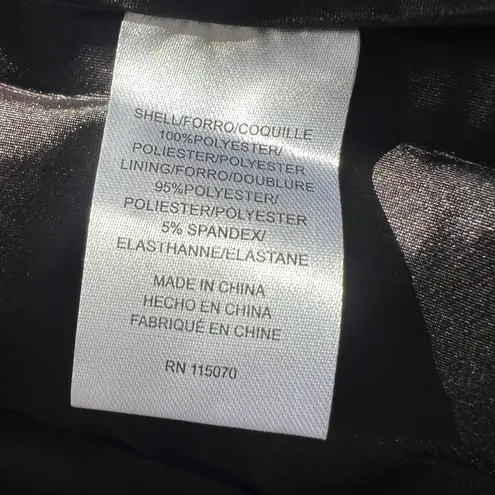 SHELL/FORRO/COQUILLE
100%POLYESTER/
POLIESTER/POLYESTER
LINING/FORRO/DOUBLURE
95%POLYESTER/
POLIESTER/POLYESTER
5% SPANDEX/
ELASTHANNE/ELASTANE
MADE IN CHINA
HECHO EN CHINA
FABRIQUÉ EN CHINE
RN 115070